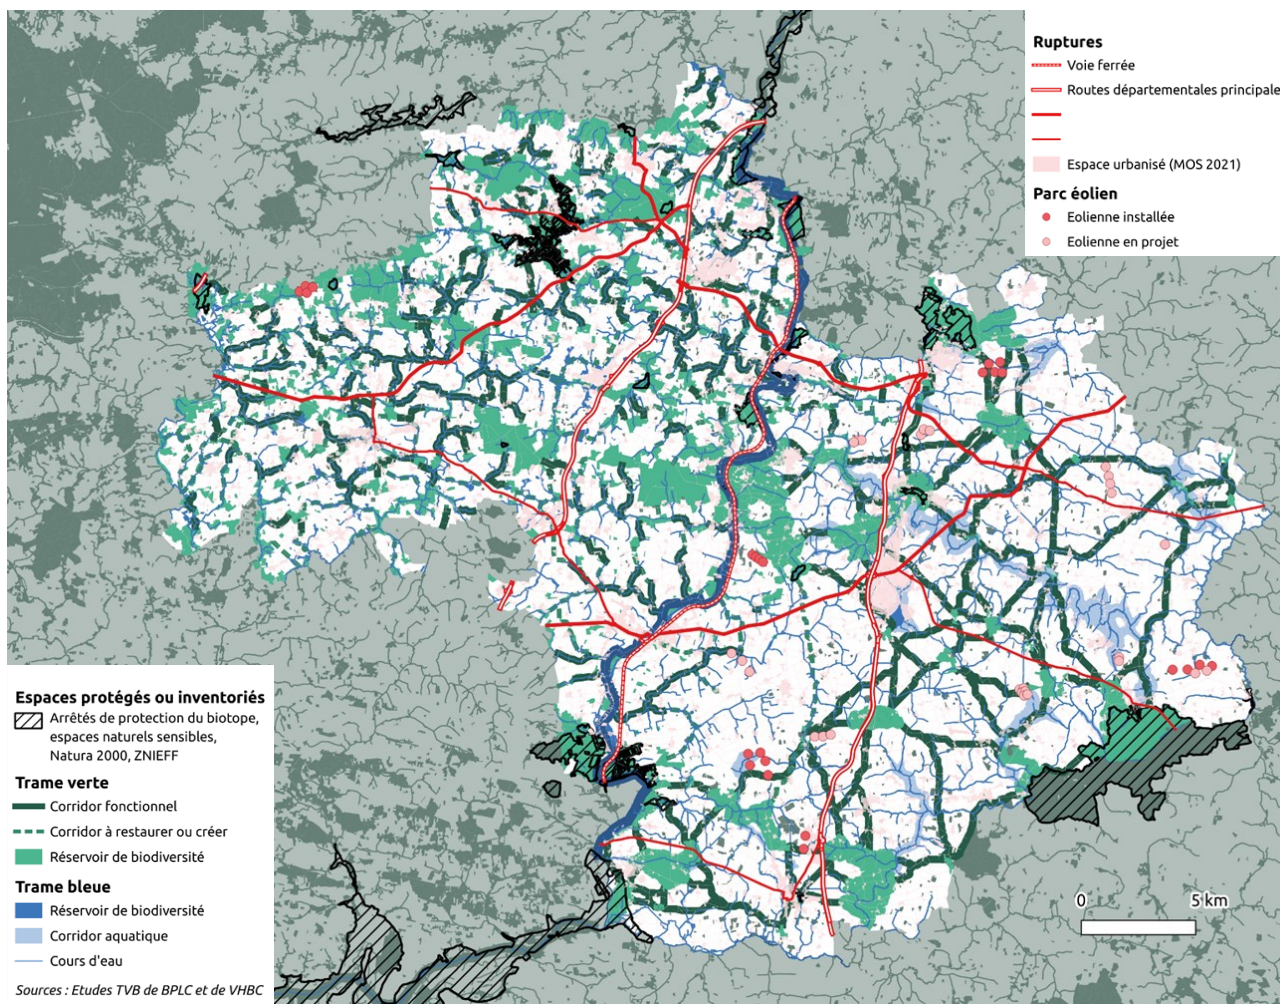 Ruptures
Voie ferrée
Routes départementales principale
Espace urbanisé (MOS 2021)
Parc éolien
Eolienne installée
Eolienne en projet
Espaces protégés ou inventoriés
Arrêtés de protection du biotope,
espaces naturels sensibles,
Natura 2000, ZNIEFF
Trame verte
Corridor fonctionnel
Corridor à restaurer ou créer
Réservoir de biodiversité
Trame bleue
Réservoir de biodiversité
Corridor aquatique
Cours d'eau
Sources : Etudes TVB de BPLC et de VHBC
0 5 km